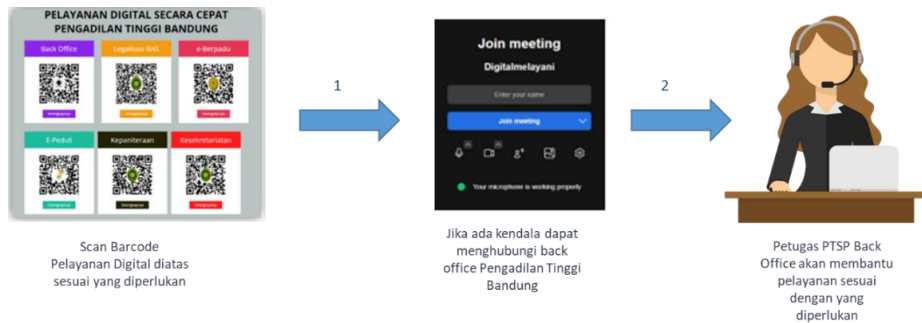 PELAYANAN DIGITAL SECARA CEPAT
PENGADILAN TINGGI BANDUNG
Back Office
Legalisasi BAS
e-Berpadu
E-Peduli
Kepaniteraan
Kesekretariatan
1
Join meeting
Digitalmelayani
Enter your name
Join meeting
Your microphone is working properly
2
Scan Barcode
Pelayanan Digital diatas
sesuai yang diperlukan
Jika ada kendala dapat
menghubungi back
office Pengadilan Tinggi
Bandung
Petugas PTSP Back
Office akan membantu
pelayanan sesuai
dengan yang
diperlukan